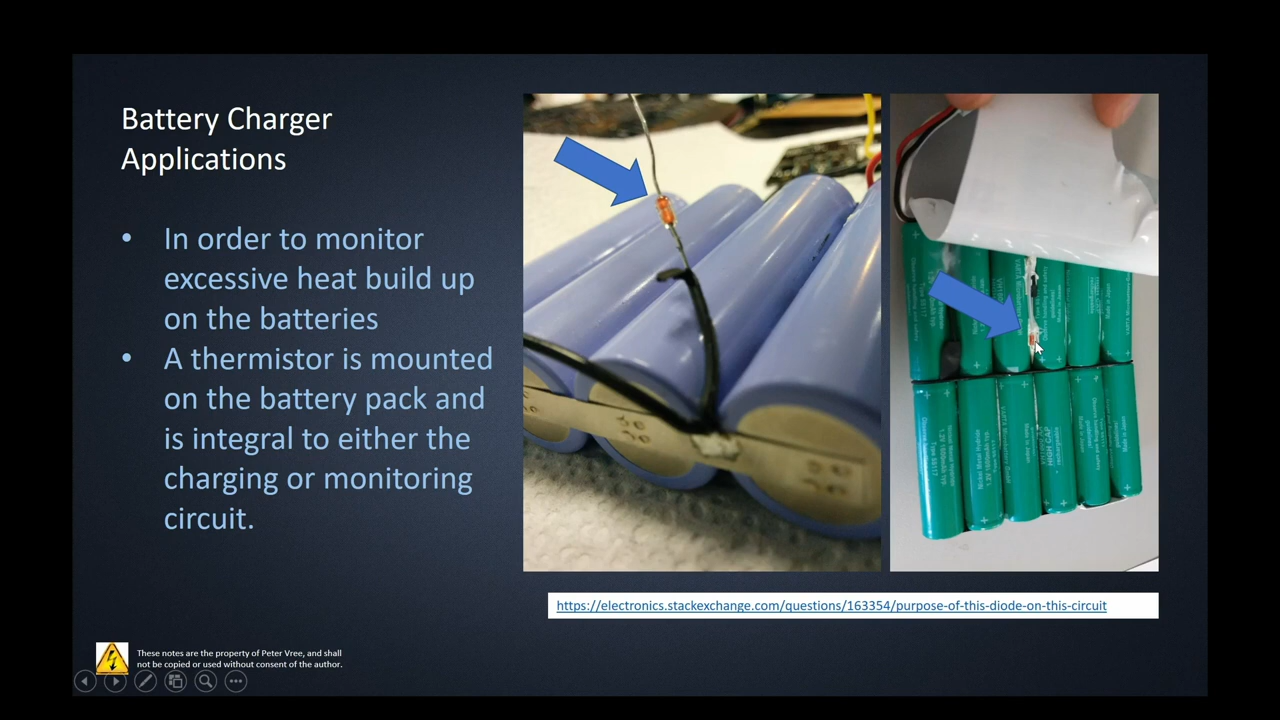 Battery Charger
Applications
• In order to monitor
excessive heat build up
on the batteries
• A thermistor is mounted
on the battery pack and
is integral to either the
charging or monitoring
circuit.
https://electronics.stackexchange.com/questions/163354/purpose-of-this-diode-on-this-circuit
These notes are the property of Peter Vree, and shall
not be copied or used without consent of the author.